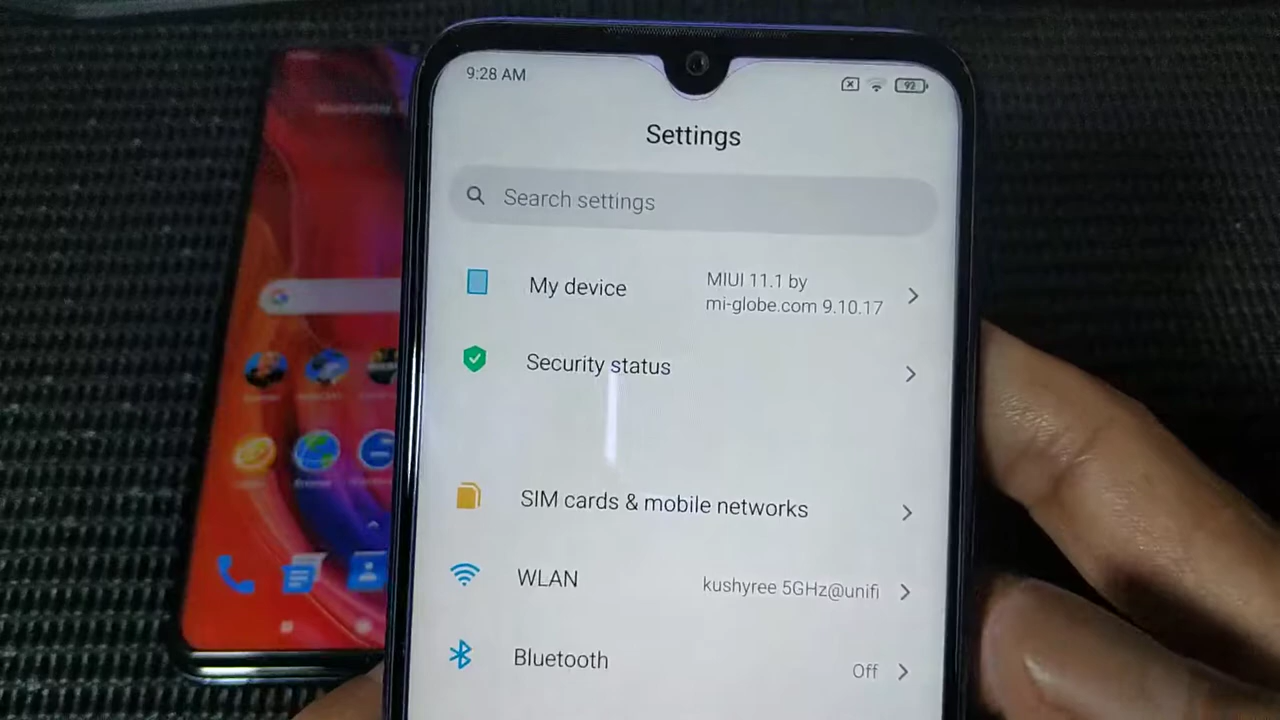 9:28 AM
92
Settings
Search settings
My device
MIUI 11.1 by
mi-globe.com 9.10.17
Security status
SIM cards & mobile networks
WLAN
kushyree 5GHz@unifi
Bluetooth
Off